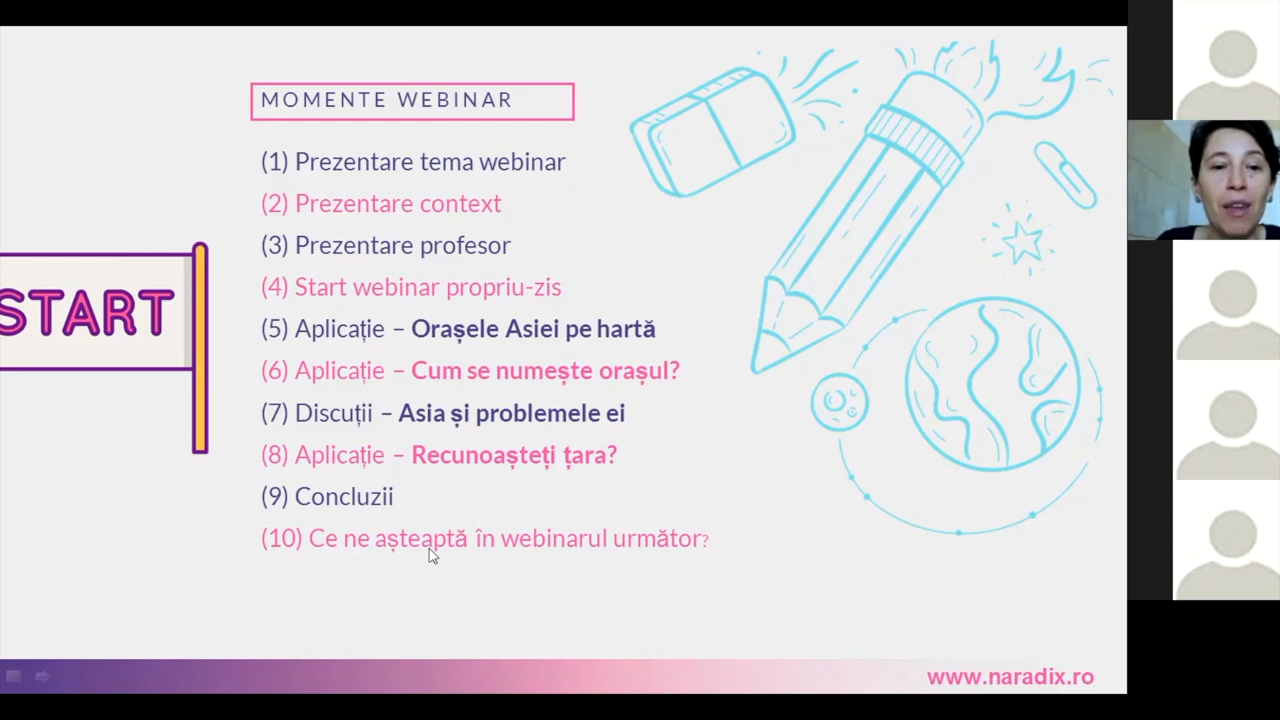 MOMENTE WEBINAR
(1) Prezentare tema webinar
(2) Prezentare context
(3) Prezentare profesor
(4) Start webinar propriu-zis
START
(5) Aplicație – Orașele Asiei pe hartă
(6) Aplicație – Cum se numește orașul?
(7) Discuții – Asia și problemele ei
(8) Aplicație – Recunoașteți țara?
(9) Concluzii
(10) Ce ne așteaptă în webinarul următor?
www.naradix.ro